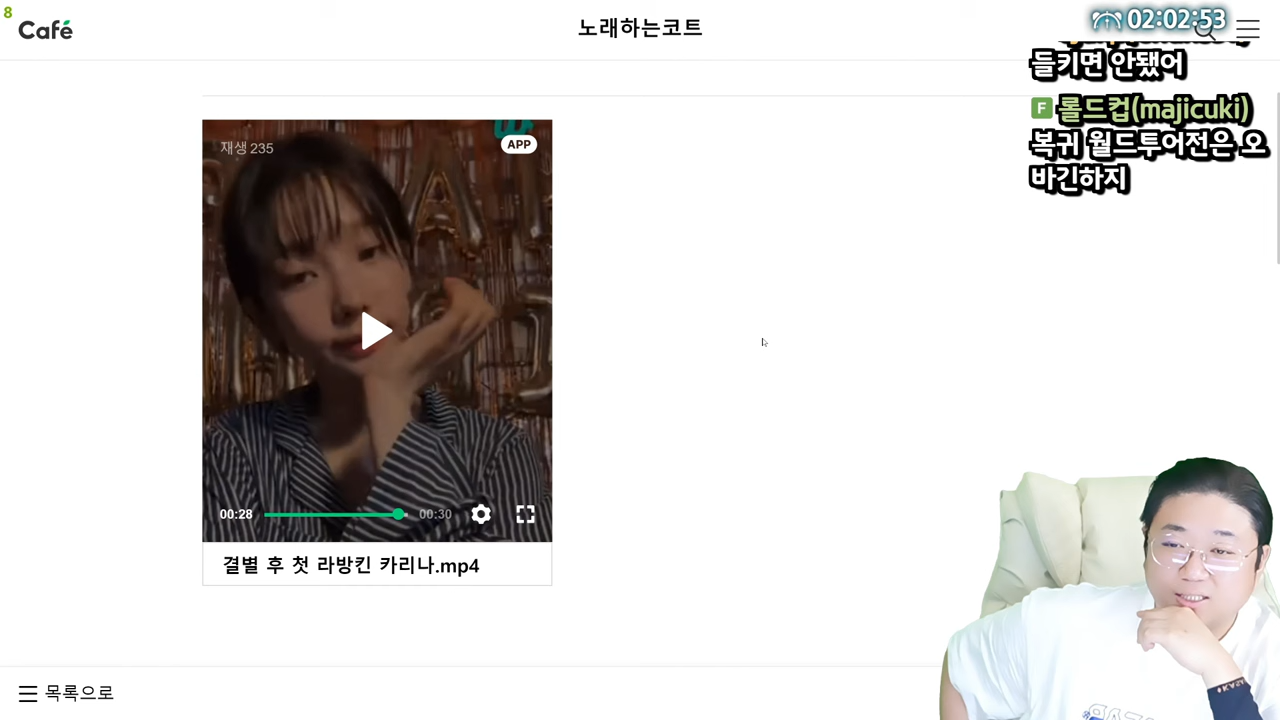 8
Café
노래하는코트
02:02:53
들키면 안됐어
F 롤드컵(majicuki)
복귀 월드투어전은 오
바긴하지
재생 235
APP
00:28
00:30
결별 후 첫 라방킨 카리나.mp4
목록으로